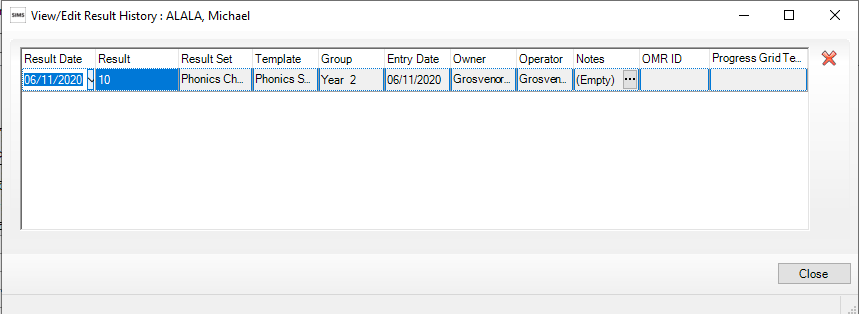 SIMS View/Edit Result History : ALALA, Michael
Result Date Result Result Set Template Group Entry Date Owner Operator Notes OMR ID Progress Grid Te...
06/11/2020 10 Phonics Ch... Phonics S... Year 2 06/11/2020 Grosvenor... Grosven... (Empty) ...
Close